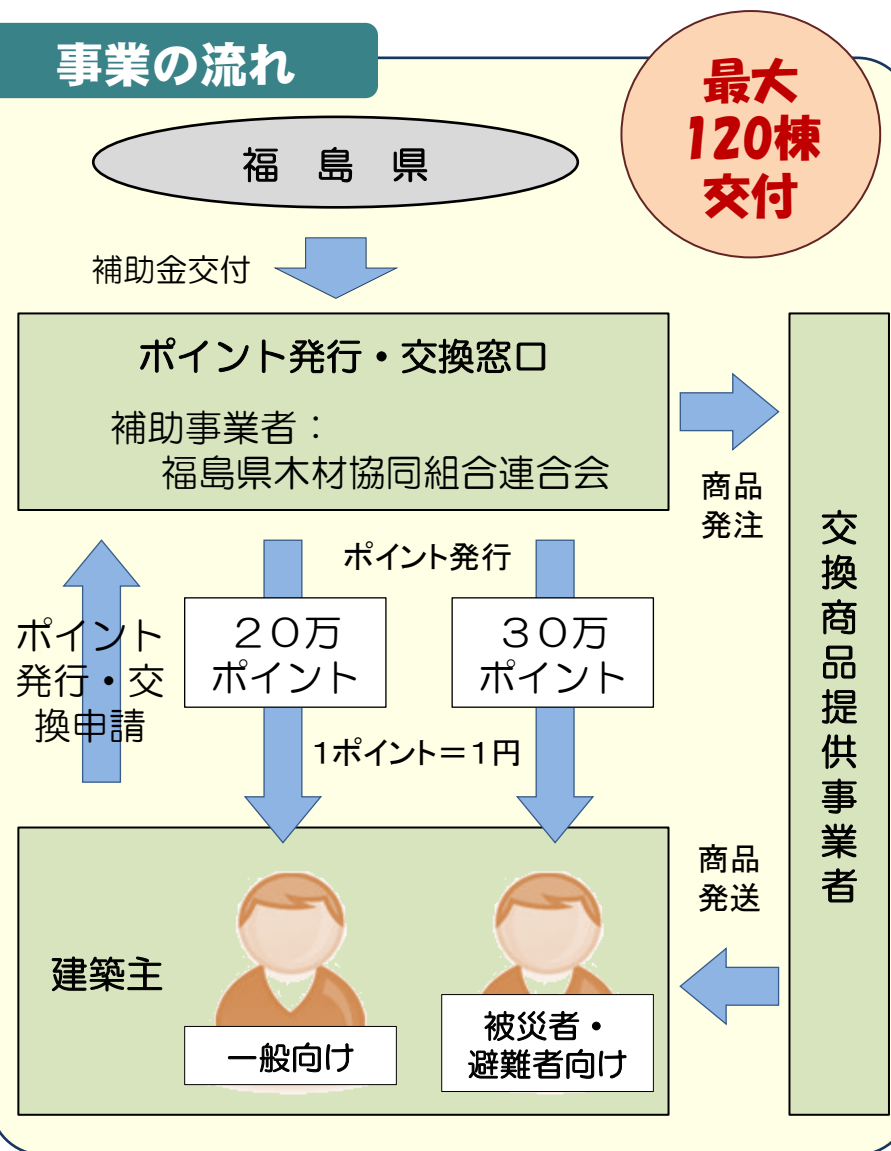 事業の流れ
最大
120棟
交付
福島県
補助金交付
ポイント発行・交換窓口
補助事業者：
福島県木材協同組合連合会
商品
発注
交換商品提供事業者
ポイント発行
ポイント
発行・交
換申請
２０万
ポイント
３０万
ポイント
1ポイント＝1円
商品
発送
建築主
一般向け
被災者・
避難者向け